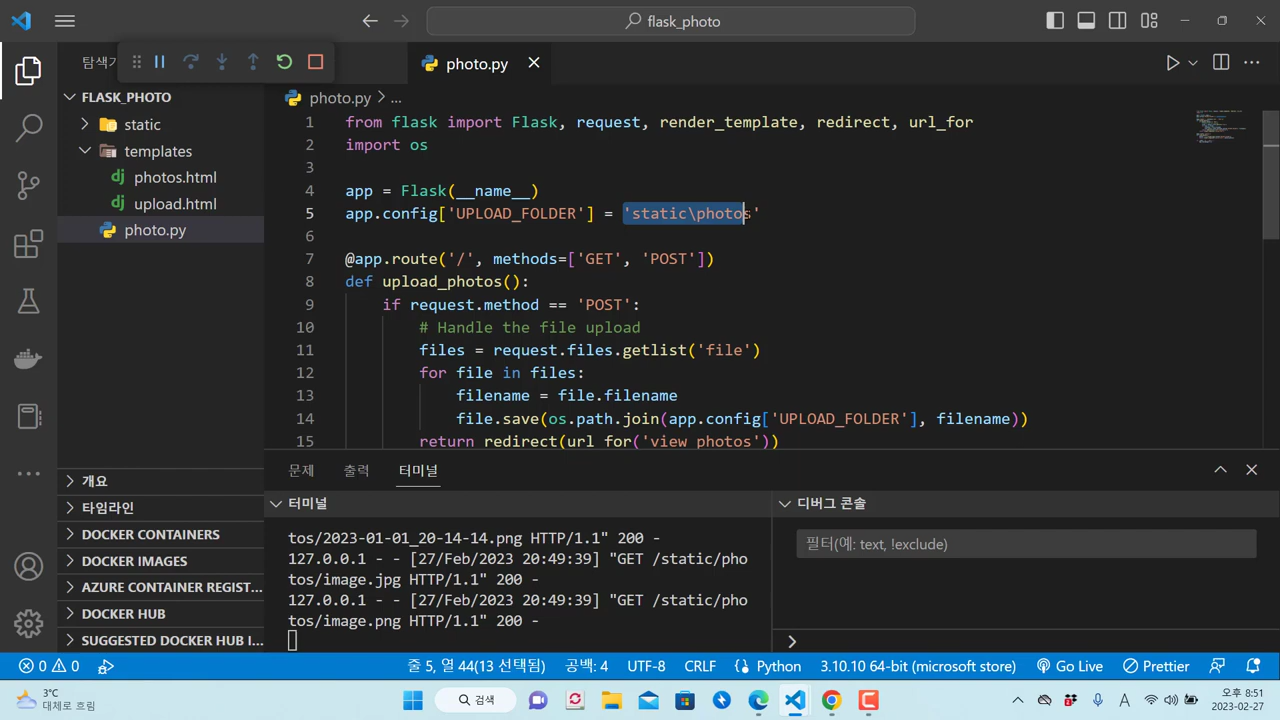 flask_photo
탐색기
photo.py
FLASK_PHOTO
static
templates
photos.html
upload.html
photo.py
photo.py > ...
1 from flask import Flask, request, render_template, redirect, url_for
2 import os
3
4 app = Flask(__name__)
5 app.config['UPLOAD_FOLDER'] = 'static\photos'
6
7 @app.route('/', methods=['GET', 'POST'])
8 def upload_photos():
9 if request.method == 'POST':
10 # Handle the file upload
11 files = request.files.getlist('file')
12 for file in files:
13 filename = file.filename
14 file.save(os.path.join(app.config['UPLOAD_FOLDER'], filename))
15 return redirect(url_for('view_photos'))
개요
타임라인
DOCKER CONTAINERS
DOCKER IMAGES
AZURE CONTAINER REGIST...
DOCKER HUB
SUGGESTED DOCKER HUB I...
문제 출력 터미널
터미널
tos/2023-01-01_20-14-14.png HTTP/1.1" 200 -
127.0.0.1 - - [27/Feb/2023 20:49:39] "GET /static/pho
tos/image.jpg HTTP/1.1" 200 -
127.0.0.1 - - [27/Feb/2023 20:49:39] "GET /static/pho
tos/image.png HTTP/1.1" 200 -
디버그 콘솔
필터(예: text, !exclude)
0 0 줄 5, 열 44(13 선택됨) 공백: 4 UTF-8 CRLF Python 3.10.10 64-bit (microsoft store) Go Live Prettier
3°C
대체로 흐림
검색
A
오후 8:51
2023-02-27